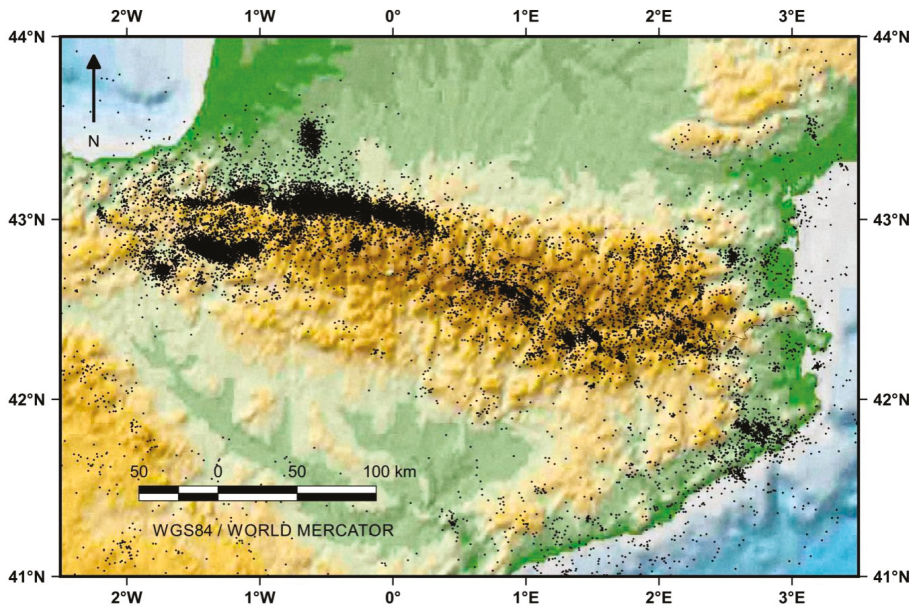 2°W 1°W 0° 1°E 2°E 3°E
44°N 44°N
N
43°N 43°N
42°N 42°N
50 0 50 100 km
WGS84 / WORLD MERCATOR
41°N 41°N
2°W 1°W 0° 1°E 2°E 3°E